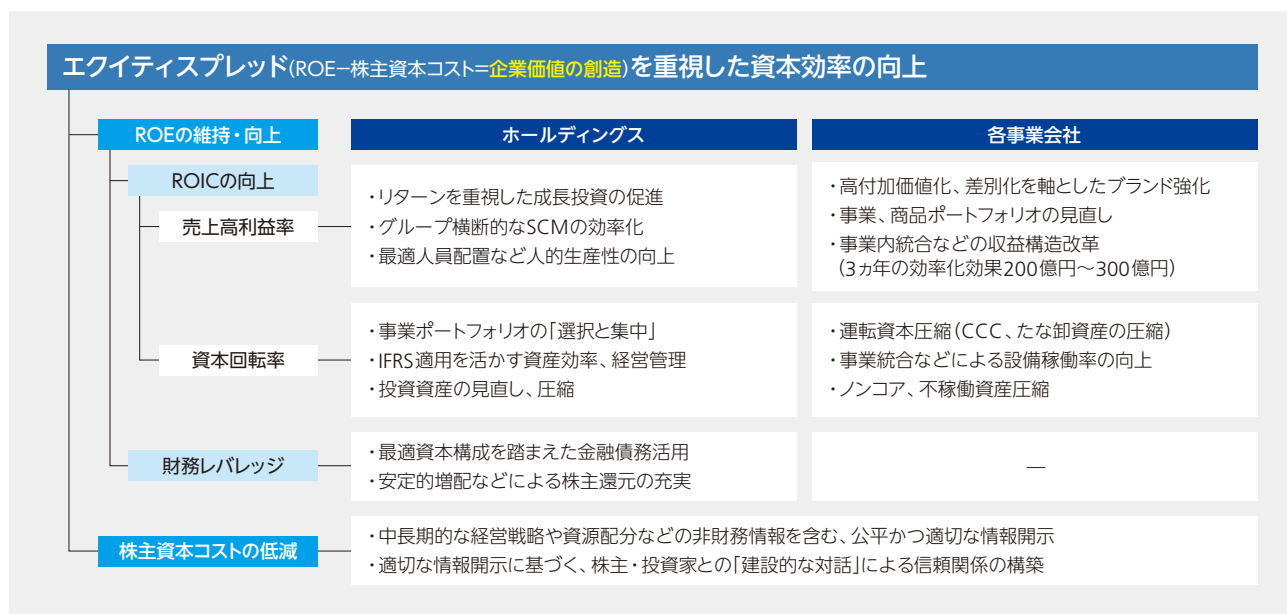 エクイティスプレッド(ROE−株主資本コスト=企業価値の創造)を重視した資本効率の向上
ROEの維持・向上
ホールディングス
各事業会社
ROICの向上
売上高利益率
・リターンを重視した成長投資の促進
・グループ横断的なSCMの効率化
・最適人員配置など人的生産性の向上
・高付加価値化、差別化を軸としたブランド強化
・事業、商品ポートフォリオの見直し
・事業内統合などの収益構造改革
(3ヵ年の効率化効果200億円〜300億円)
資本回転率
・事業ポートフォリオの「選択と集中」
・IFRS適用を活かす資産効率、経営管理
・投資資産の見直し、圧縮
・運転資本圧縮(CCC、たな卸資産の圧縮)
・事業統合などによる設備稼働率の向上
・ノンコア、不稼働資産圧縮
財務レバレッジ
・最適資本構成を踏まえた金融債務活用
・安定的増配などによる株主還元の充実
―
株主資本コストの低減
・中長期的な経営戦略や資源配分などの非財務情報を含む、公平かつ適切な情報開示
・適切な情報開示に基づく、株主・投資家との「建設的な対話」による信頼関係の構築